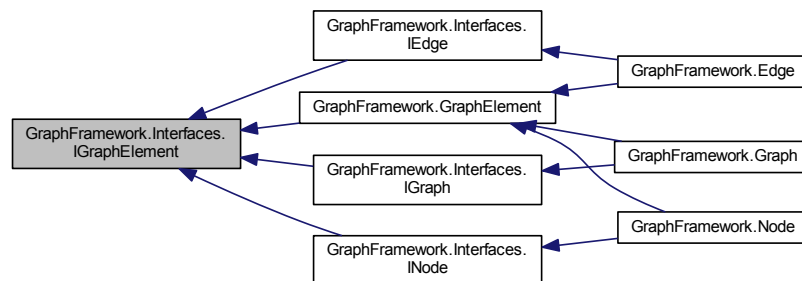 GraphFramework.Interfaces.
IGraphElement
GraphFramework.Interfaces.
IEdge
GraphFramework.GraphElement
GraphFramework.Interfaces.
IGraph
GraphFramework.Interfaces.
INode
GraphFramework.Edge
GraphFramework.Graph
GraphFramework.Node